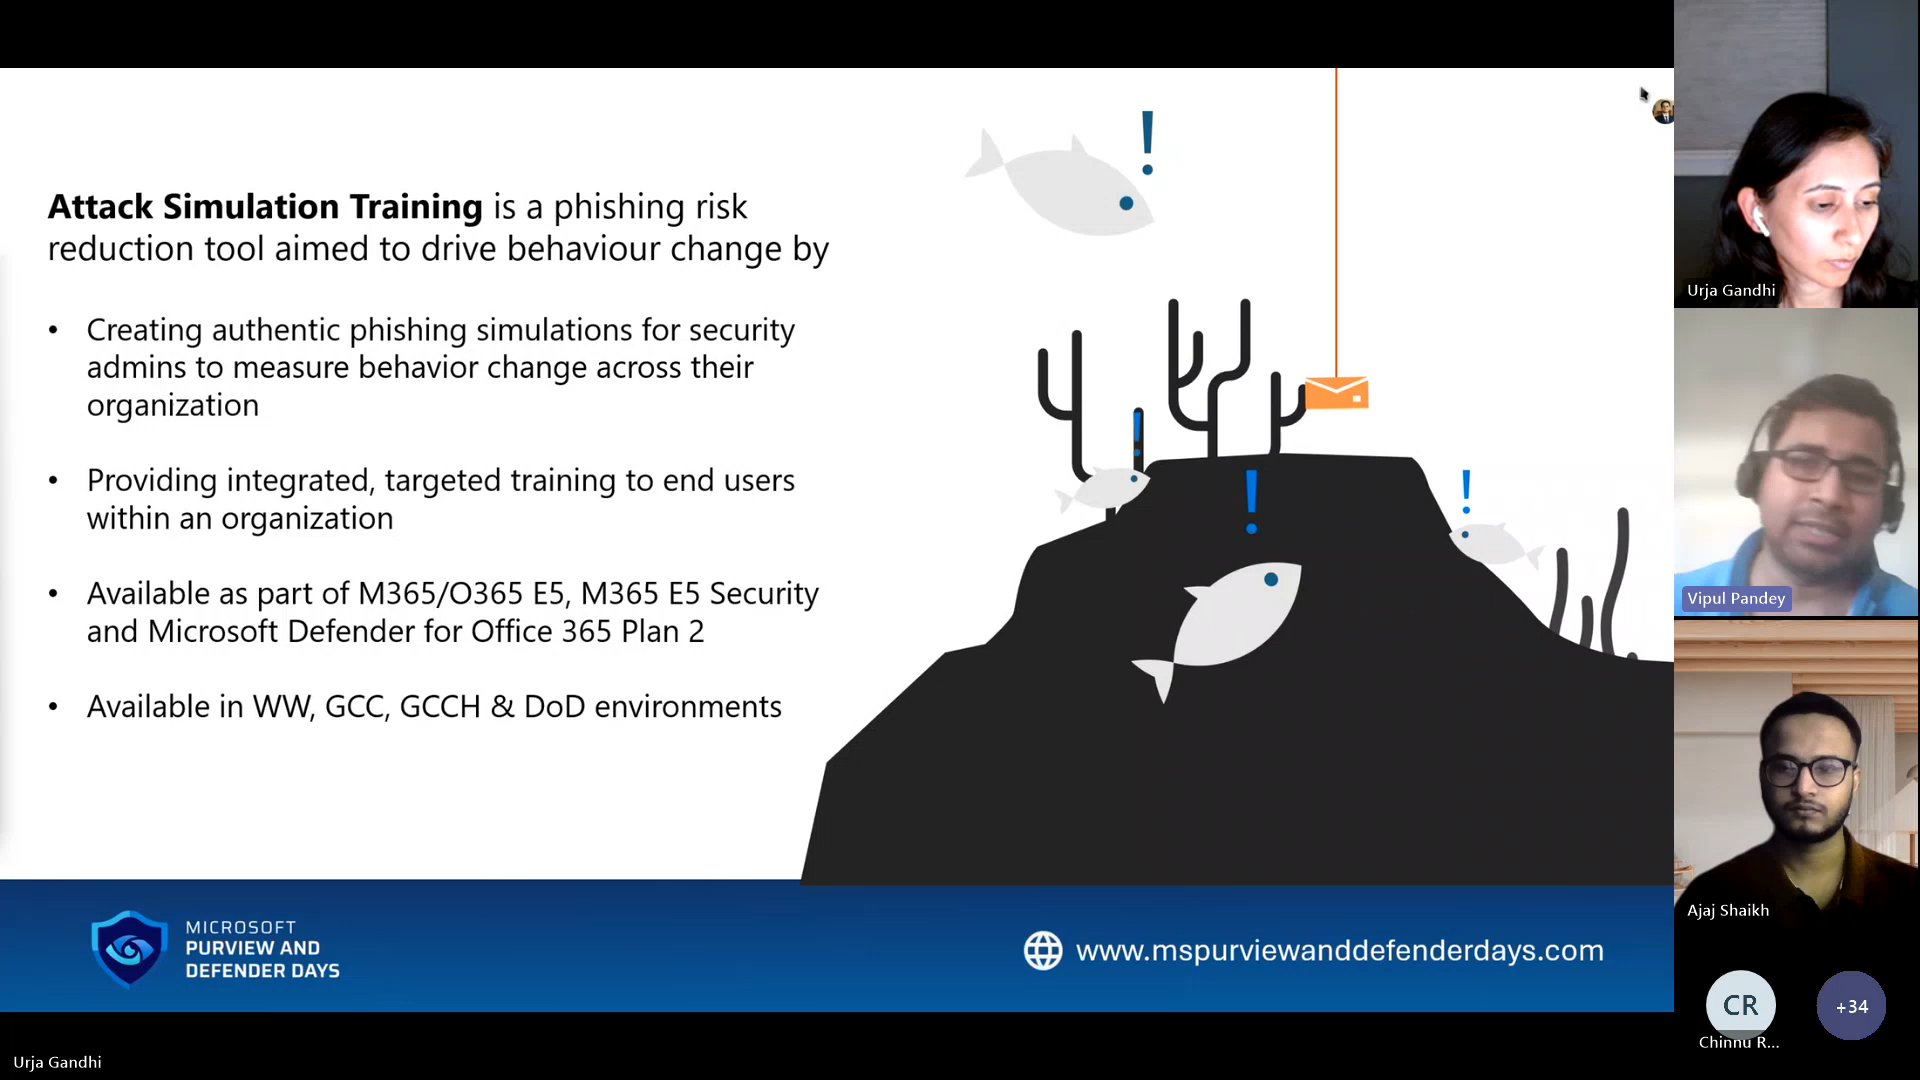 Attack Simulation Training is a phishing risk
reduction tool aimed to drive behaviour change by
• Creating authentic phishing simulations for security
admins to measure behavior change across their
organization
• Providing integrated, targeted training to end users
within an organization
• Available as part of M365/O365 E5, M365 E5 Security
and Microsoft Defender for Office 365 Plan 2
• Available in WW, GCC, GCCH & DoD environments
!
!
!
!
MICROSOFT
PURVIEW AND
DEFENDER DAYS
www.mspurviewanddefenderdays.com
Urja Gandhi
Urja Gandhi
Vipul Pandey
Ajaj Shaikh
CR
Chinnu R...
+34